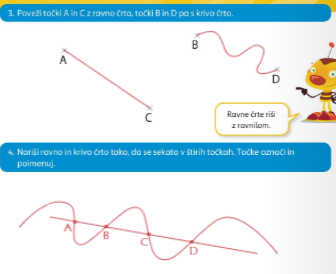 3. Poveži točki A in C z ravno črto, točki B in D pa s krivo črto.
B
A
D
C
Ravne črte riši
z ravnilom.
4. Nariši ravno in krivo črto tako, da se sekata v štirih točkah. Točke označi in
poimenuj.
A
B
C
D